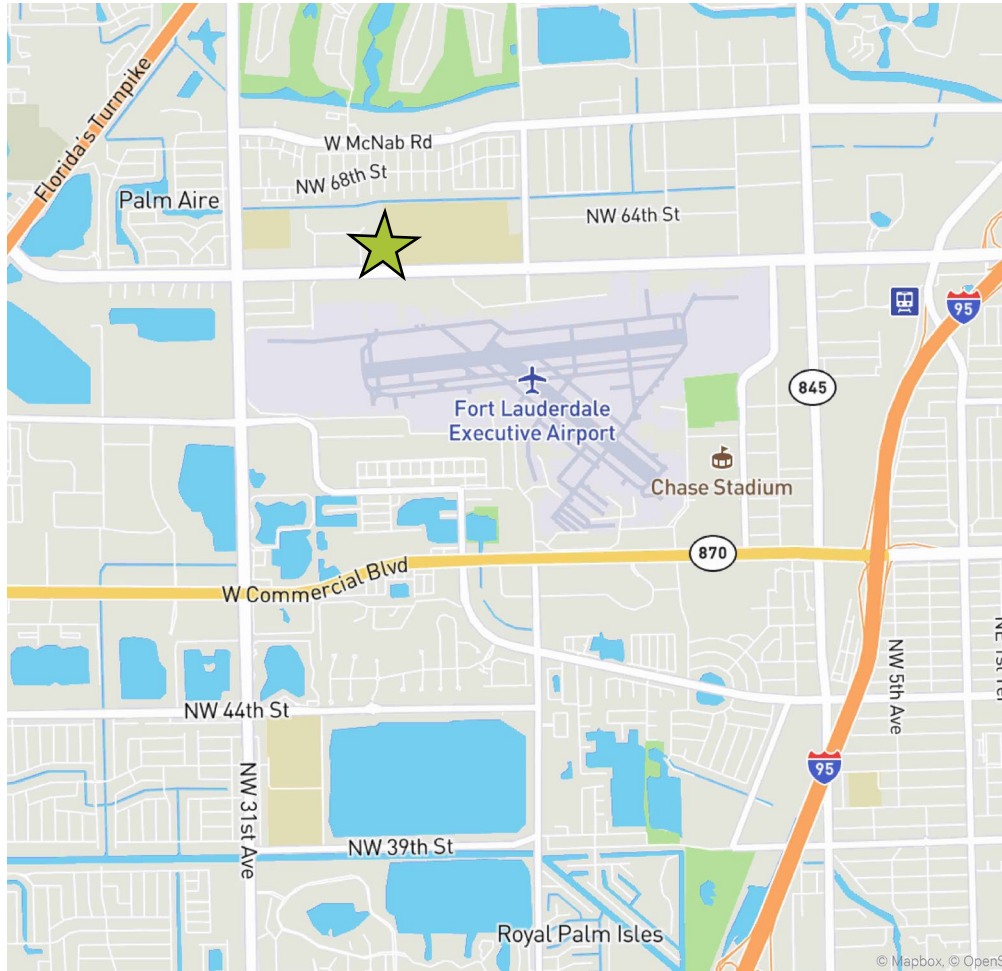 Florida's Turnpike
W McNab Rd
NW 68th St
Palm Aire
NW 64th St
95
845
Fort Lauderdale
Executive Airport
Chase Stadium
870
W Commercial Blvd
NW 5th Ave
NW 44th St
95
NW 31st Ave
NW 39th St
Royal Palm Isles
© Mapbox, © OpenS